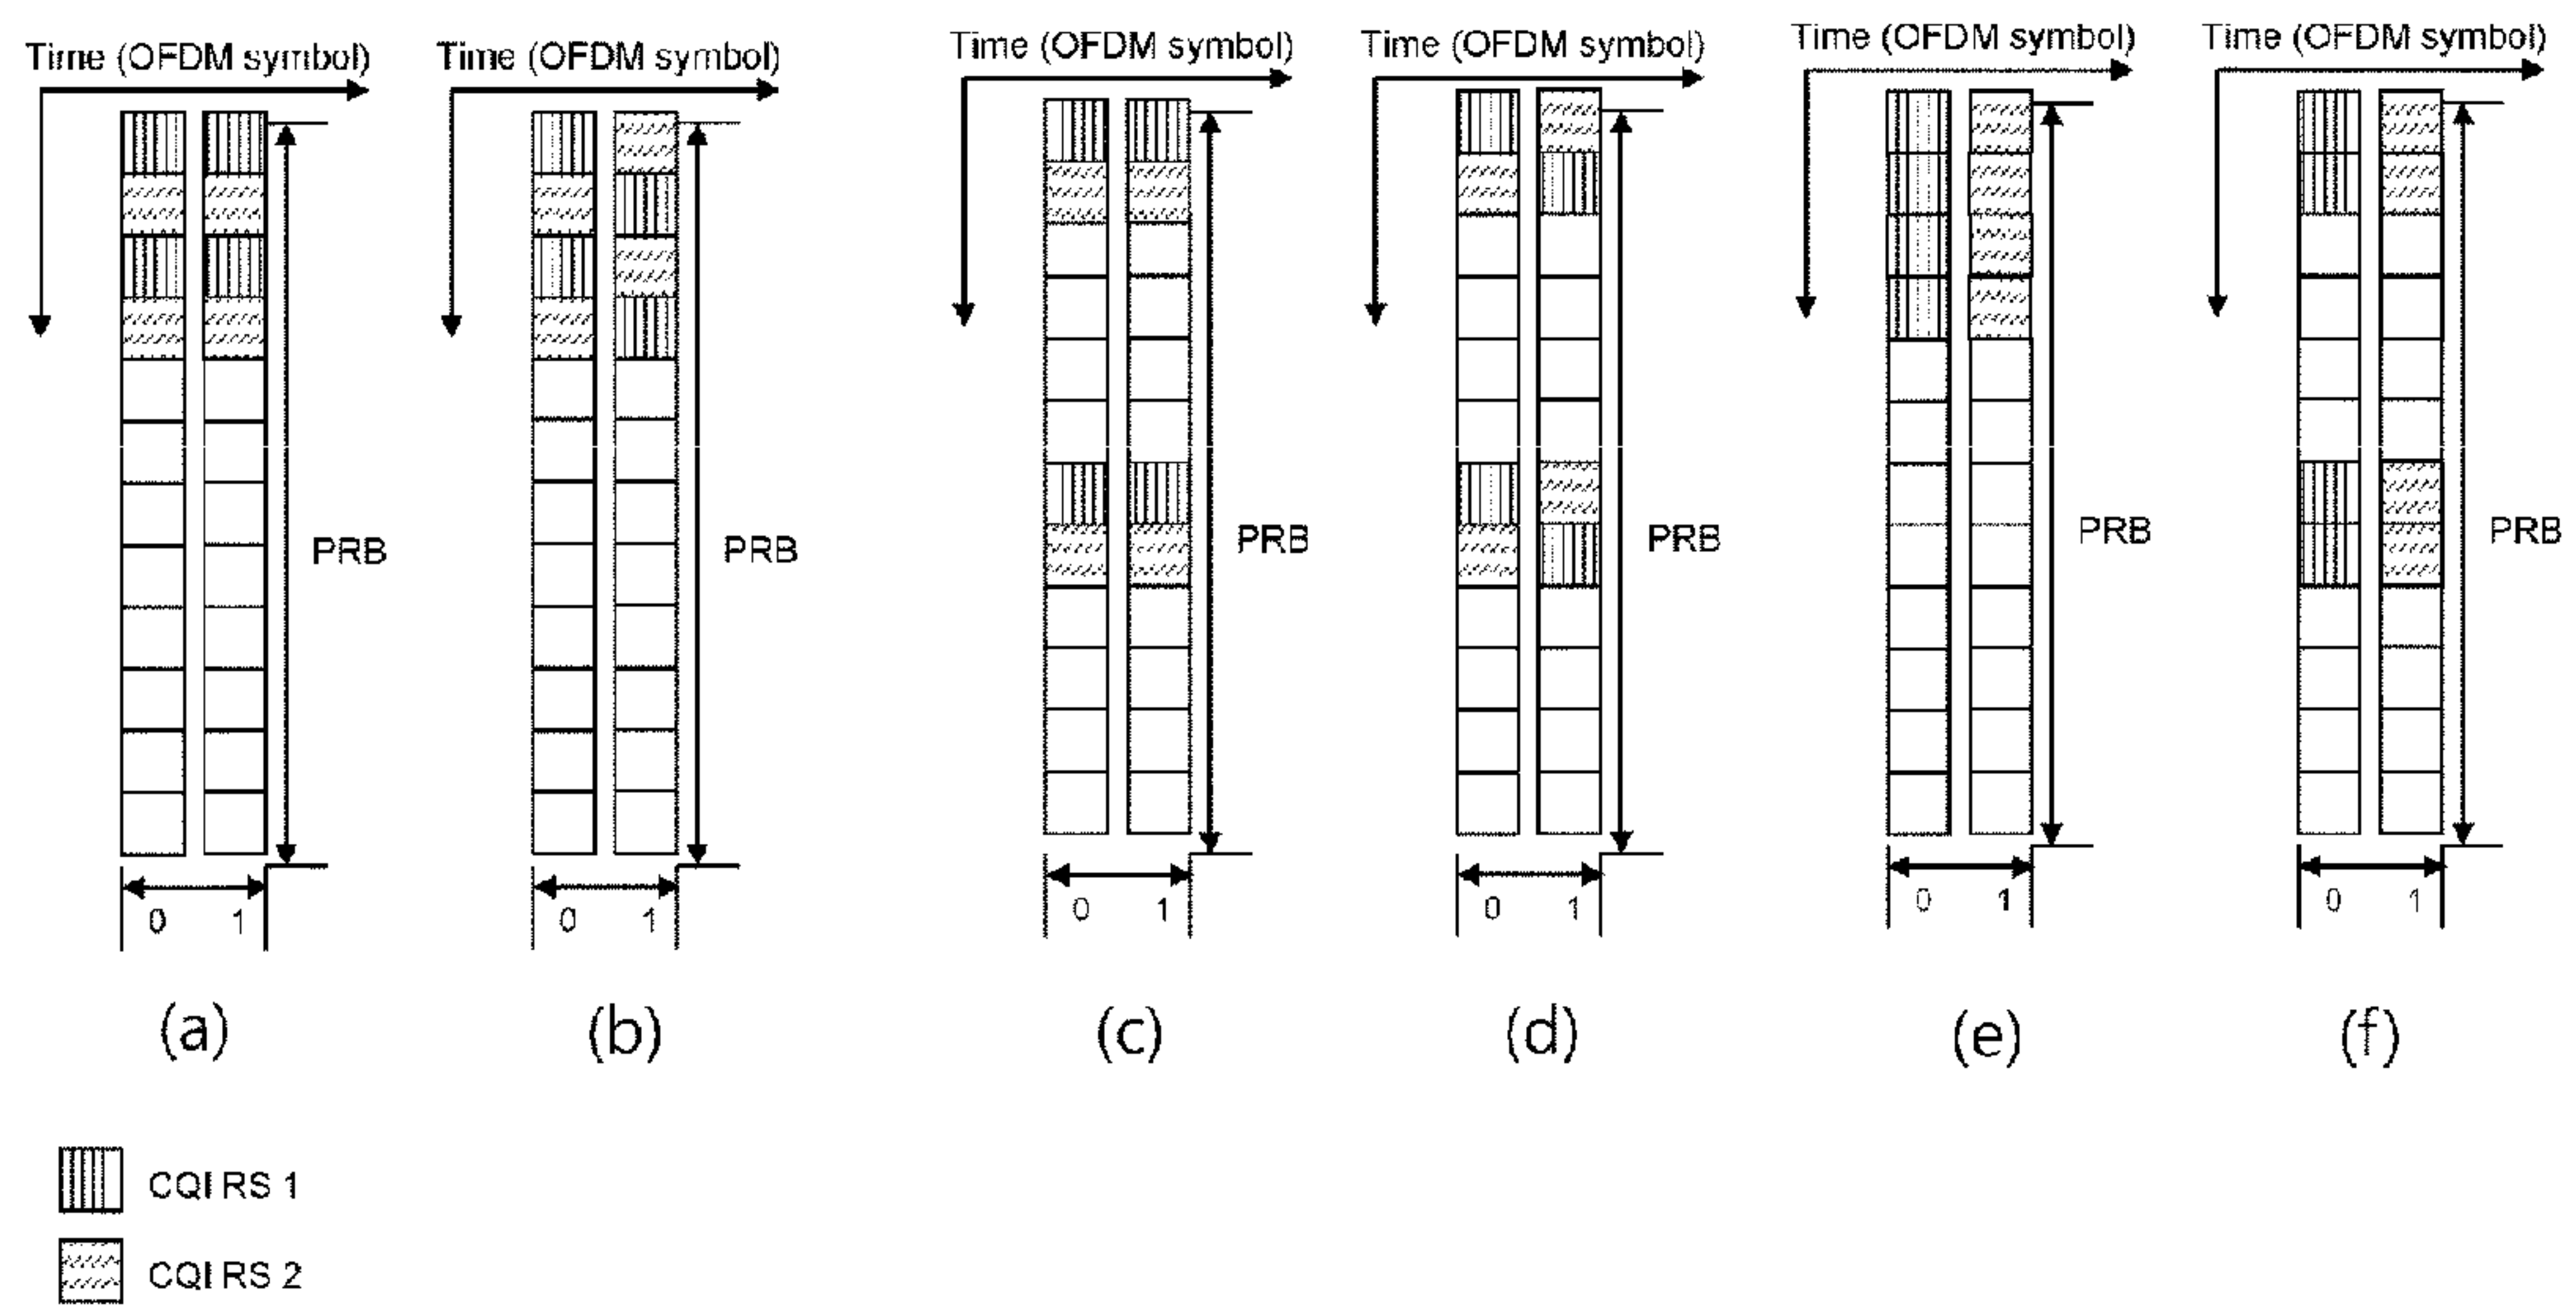 Time (OFDM symbol) Time (OFDM symbol) Time (OFDM symbol) Time (OFDM symbol) Time (OFDM symbol) Time (OFDM symbol)
PRB PRB PRB PRB PRB PRB
0 1 0 1 0 1 0 1 0 1 0 1
(a) (b) (c) (d) (e) (f)
CQI RS 1
CQI RS 2